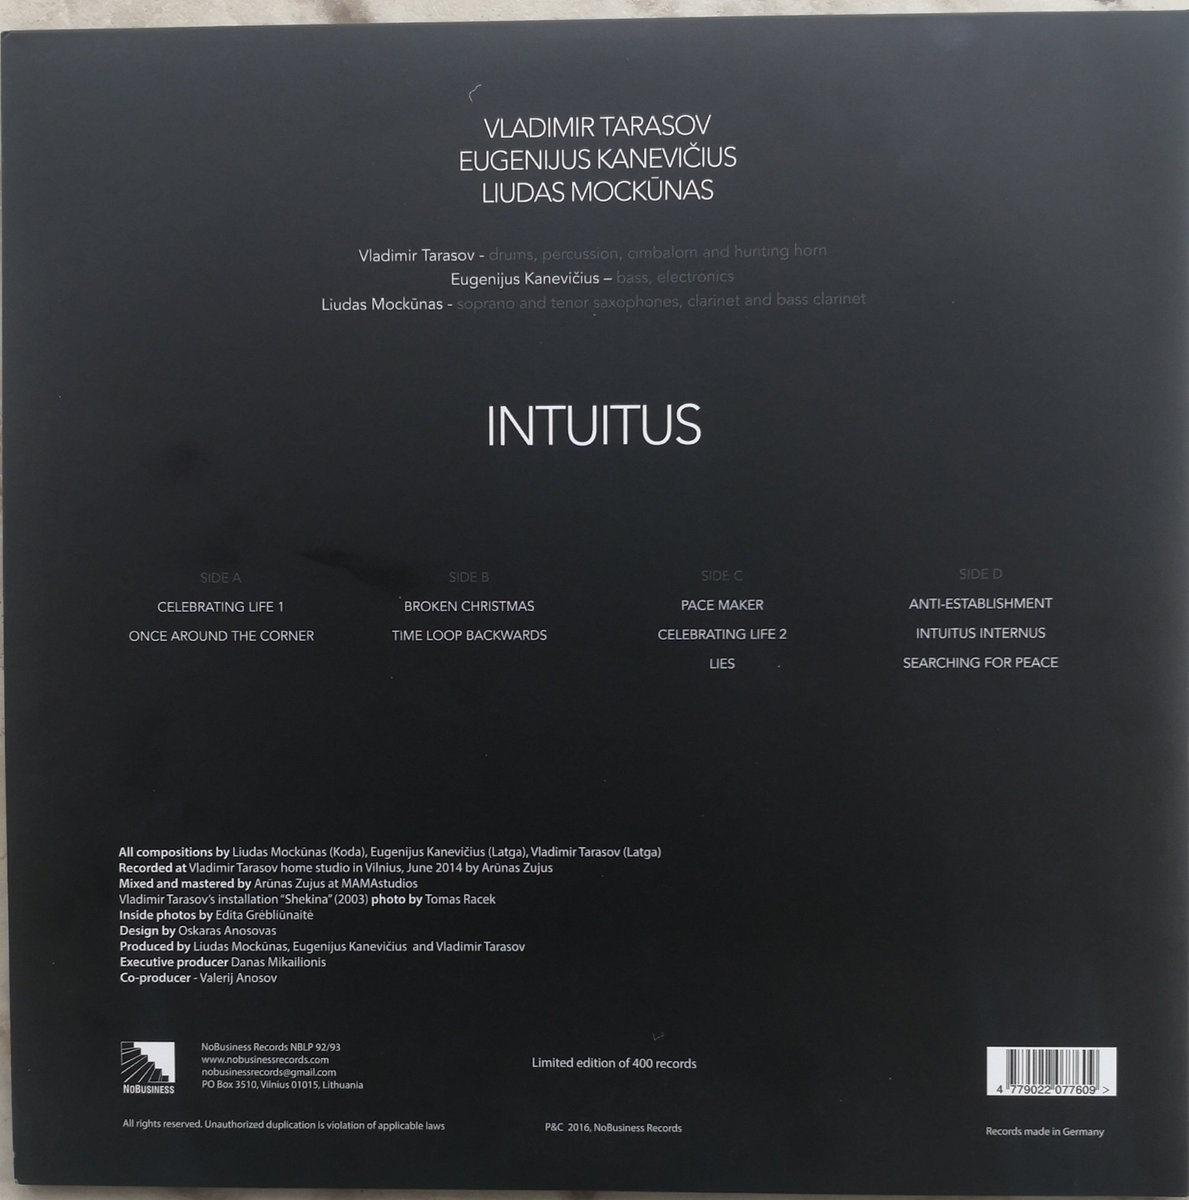 VLADIMIR TARASOV
EUGENIJUS KANEVIČIUS
LIUDAS MOCKŪNAS
Vladimir Tarasov - drums, percussion, cimbalom and hunting horn
Eugenijus Kanevičius – bass, electronics
Liudas Mockūnas - soprano and tenor saxophones, clarinet and bass clarinet
INTUITUS
SIDE A
CELEBRATING LIFE 1
ONCE AROUND THE CORNER
SIDE B
BROKEN CHRISTMAS
TIME LOOP BACKWARDS
SIDE C
PACE MAKER
CELEBRATING LIFE 2
LIES
SIDE D
ANTI-ESTABLISHMENT
INTUITUS INTERNUS
SEARCHING FOR PEACE
All compositions by Liudas Mockūnas (Koda), Eugenijus Kanevičius (Latga), Vladimir Tarasov (Latga)
Recorded at Vladimir Tarasov home studio in Vilnius, June 2014 by Arūnas Zujus
Mixed and mastered by Arūnas Zujus at MAMAstudios
Vladimir Tarasov's installation "Shekina" (2003) photo by Tomas Racek
Inside photos by Edita Grėbliūnaitė
Design by Oskaras Anosovas
Produced by Liudas Mockūnas, Eugenijus Kanevičius and Vladimir Tarasov
Executive producer Danas Mikailionis
Co-producer - Valerij Anosov
NOBUSINESS
NoBusiness Records NBLP 92/93
www.nobusinessrecords.com
nobusinessrecords@gmail.com
PO Box 3510, Vilnius 01015, Lithuania
Limited edition of 400 records
4 779022 077609 >
All rights reserved. Unauthorized duplication is violation of applicable laws
P&C 2016, NoBusiness Records
Records made in Germany